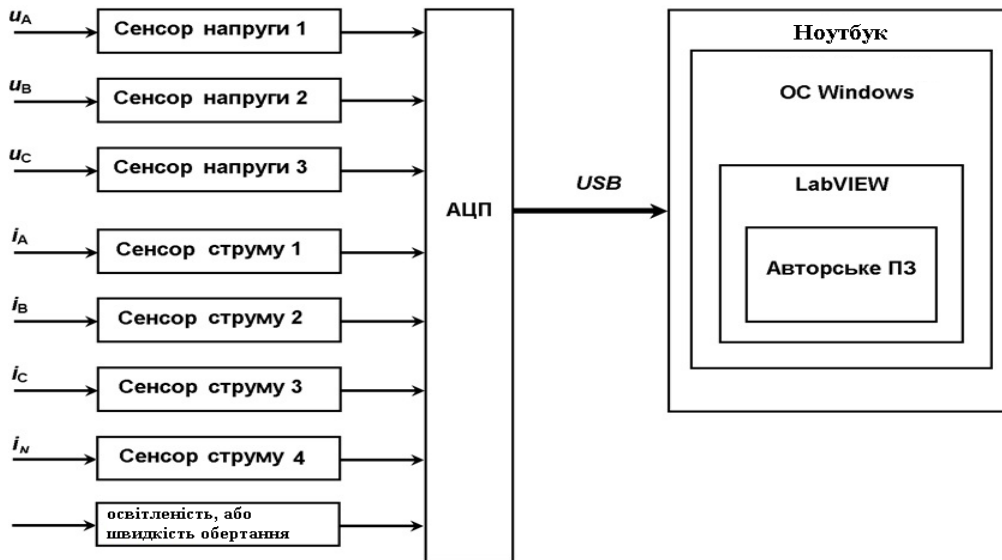 uA
Сенсор напруги 1
uB
Сенсор напруги 2
uC
Сенсор напруги 3
iA
Сенсор струму 1
iB
Сенсор струму 2
iC
Сенсор струму 3
iN
Сенсор струму 4
освітленість, або
швидкість обертання
АЦП
USB
Ноутбук
ОС Windows
LabVIEW
Авторське ПЗ